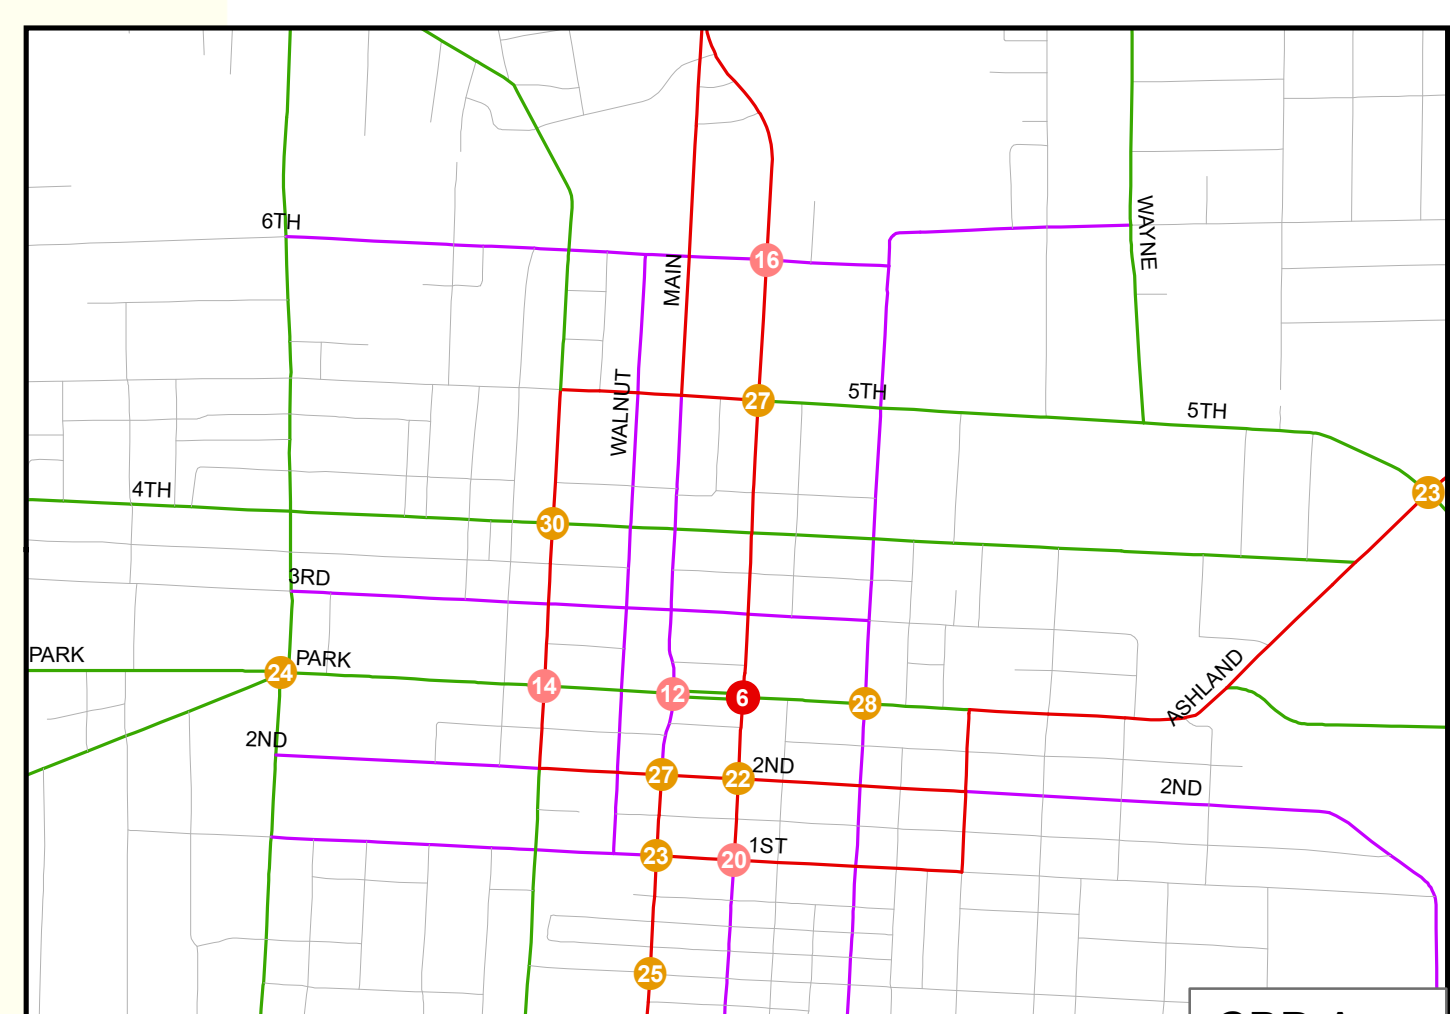 6TH
WAYNE
16
MAIN
WALNUT
27
5TH
5TH
4TH
23
30
3RD
PARK
PARK
24
14
12
6
28
ASHLAND
2ND
27
22
2ND
2ND
23
20
1ST
25